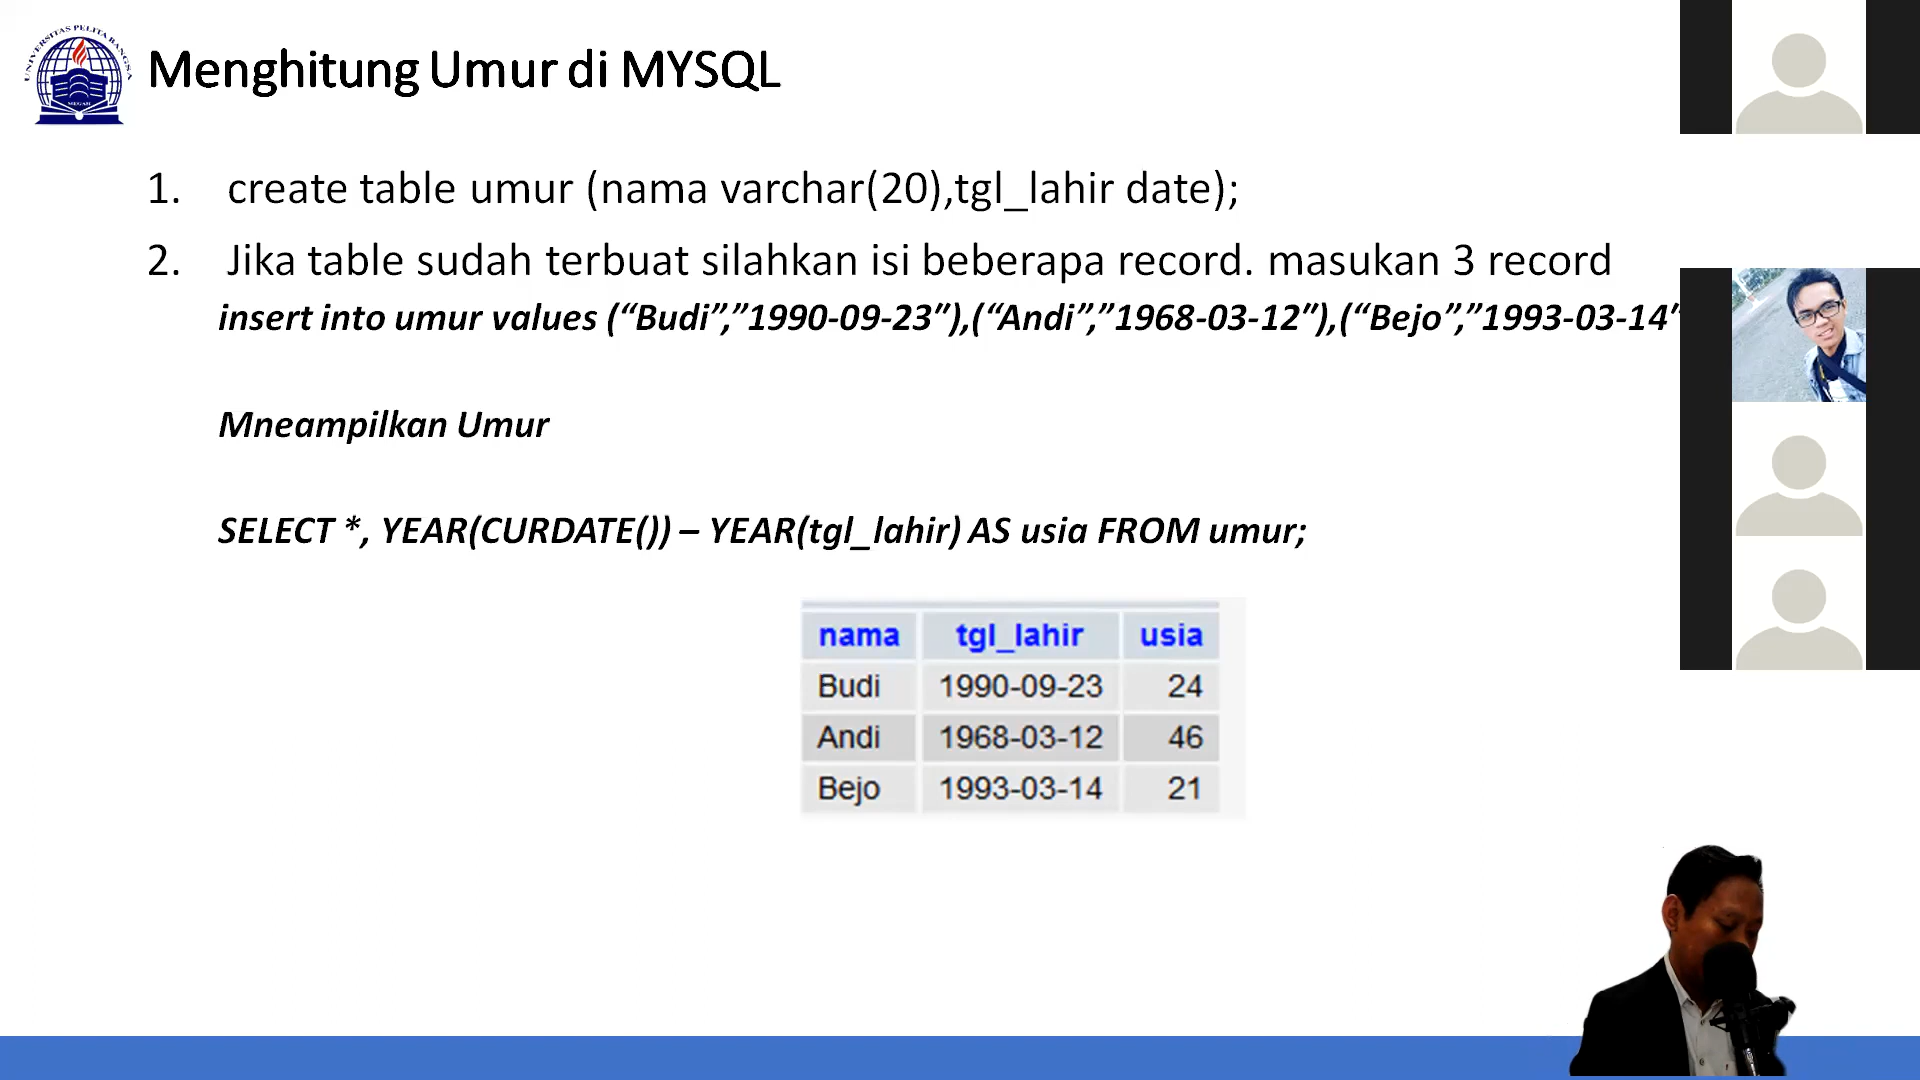 UNIVERSITAS PELITA BANGSA
Menghitung Umur di MYSQL
1. create table umur (nama varchar(20),tgl_lahir date);
2. Jika table sudah terbuat silahkan isi beberapa record. masukan 3 record
insert into umur values (“Budi”,”1990-09-23″),(“Andi”,”1968-03-12″),(“Bejo”,”1993-03-14″
Mneampilkan Umur
SELECT *, YEAR(CURDATE()) – YEAR(tgl_lahir) AS usia FROM umur;
nama tgl_lahir usia
Budi 1990-09-23 24
Andi 1968-03-12 46
Bejo 1993-03-14 21